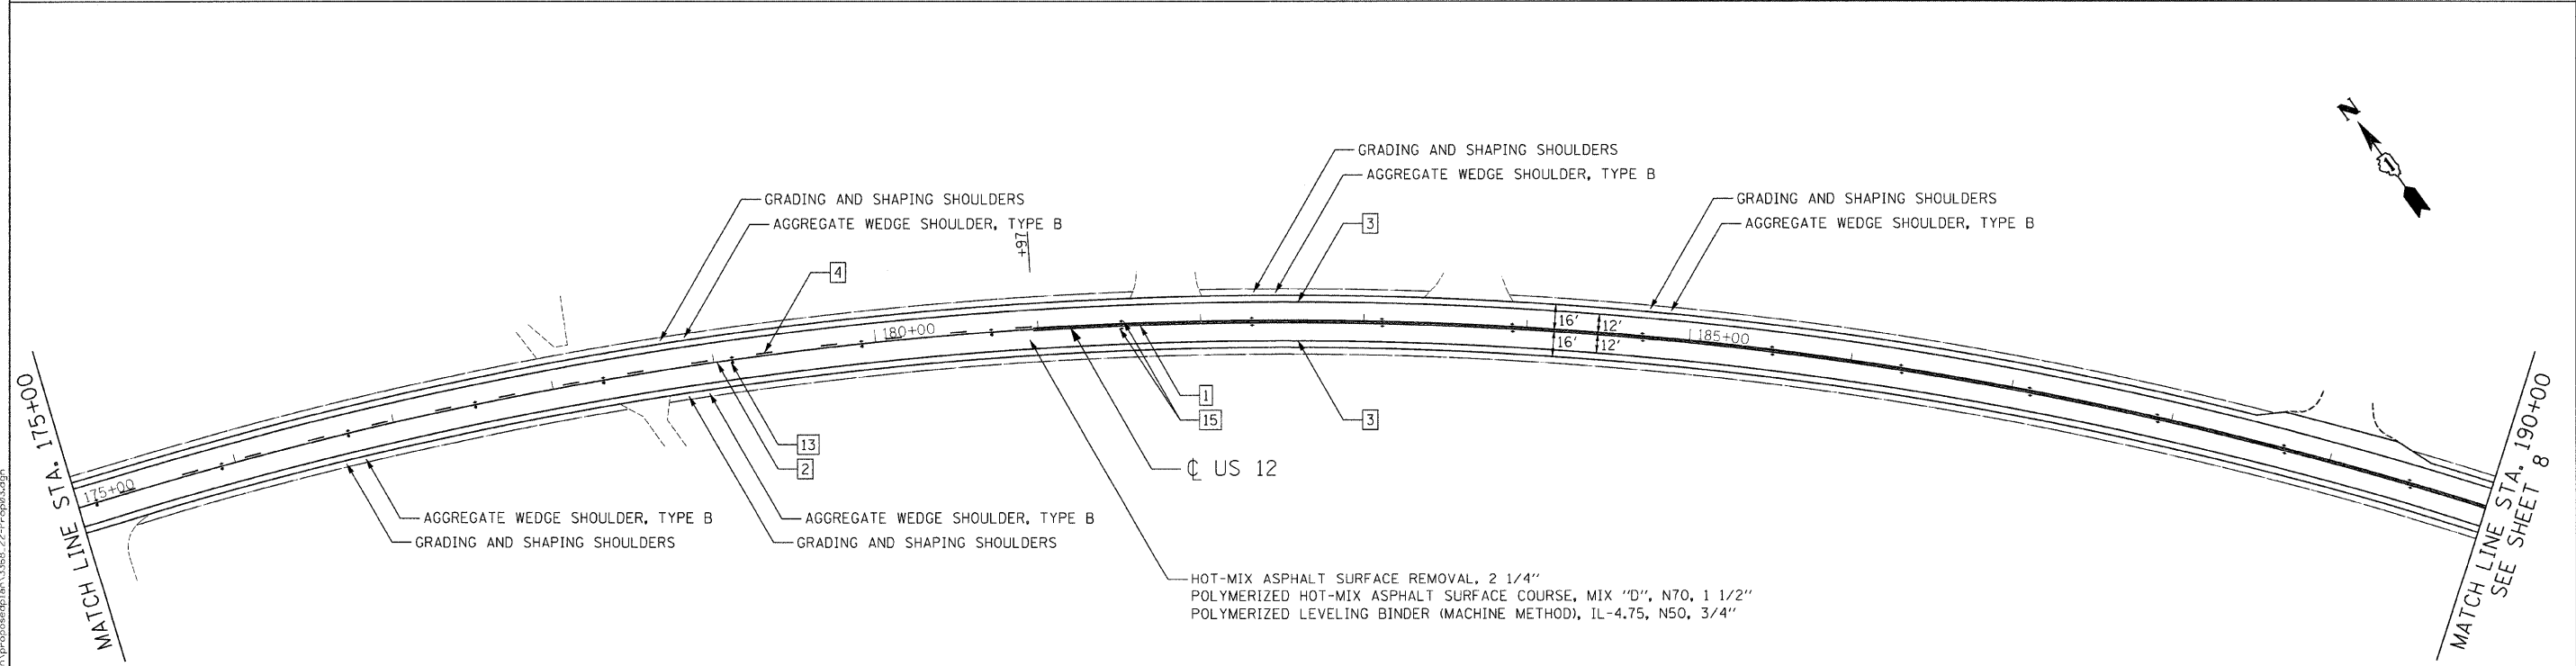 N
1
GRADING AND SHAPING SHOULDERS
AGGREGATE WEDGE SHOULDER, TYPE B
3
GRADING AND SHAPING SHOULDERS
AGGREGATE WEDGE SHOULDER, TYPE B
GRADING AND SHAPING SHOULDERS
AGGREGATE WEDGE SHOULDER, TYPE B
+97
4
180+00
16' 12'
16' 12'
185+00
MATCH LINE STA. 175+00
175+00
1
15
3
13
2
℄ US 12
MATCH LINE STA. 190+00
SEE SHEET 8
AGGREGATE WEDGE SHOULDER, TYPE B
GRADING AND SHAPING SHOULDERS
AGGREGATE WEDGE SHOULDER, TYPE B
GRADING AND SHAPING SHOULDERS
HOT-MIX ASPHALT SURFACE REMOVAL, 2 1/4"
POLYMERIZED HOT-MIX ASPHALT SURFACE COURSE, MIX "D", N70, 1 1/2"
POLYMERIZED LEVELING BINDER (MACHINE METHOD), IL-4.75, N50, 3/4"